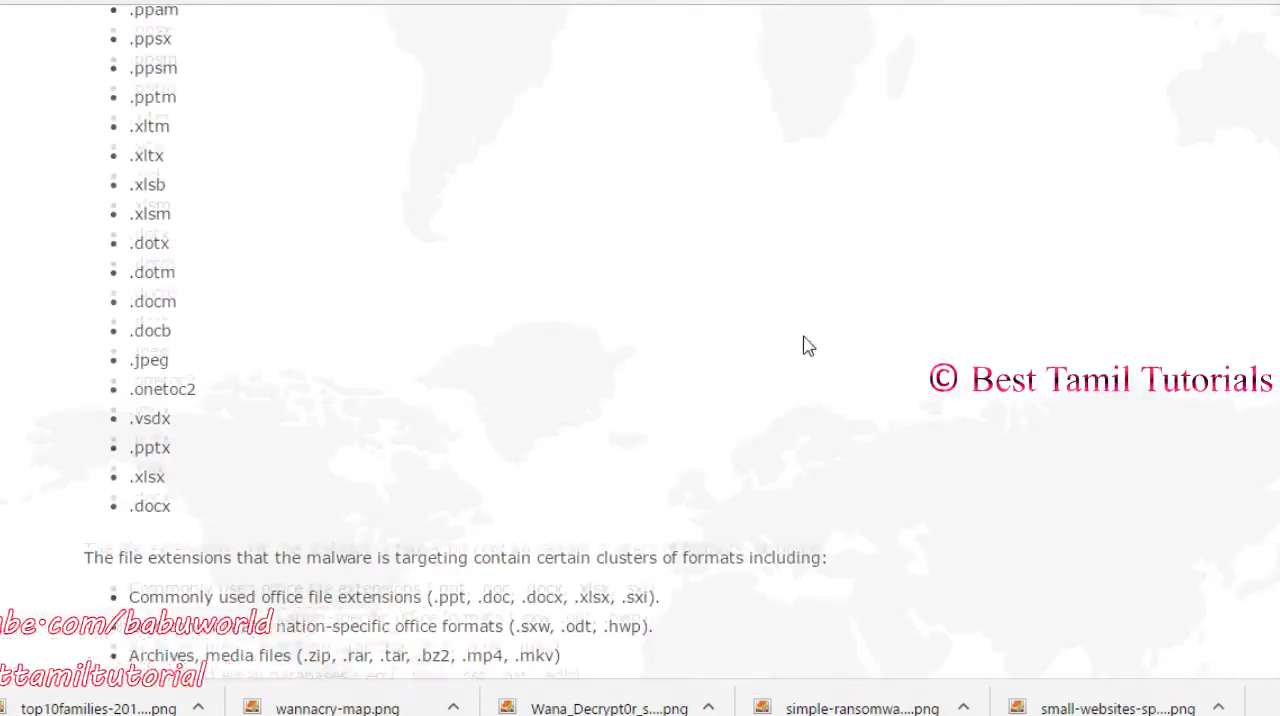 .ppam
.ppsx
.ppsm
.pptm
.xltm
.xltx
.xlsb
.xlsm
.dotx
.dotm
.docm
.docb
.jpeg
.onetoc2
.vsdx
.pptx
.xlsx
.docx
© Best Tamil Tutorials
The file extensions that the malware is targeting contain certain clusters of formats including:
Commonly used office file extensions (.ppt, .doc, .docx, .xlsx, .sxi).
nation-specific office formats (.sxw, .odt, .hwp).
Archives, media files (.zip, .rar, .tar, .bz2, .mp4, .mkv)
be.com/babuworld
ttamiltutorial
top10families-201....png
wannacry-map.png
Wana_Decrypt0r_s....png
simple-ransomwa....png
small-websites-sp....png